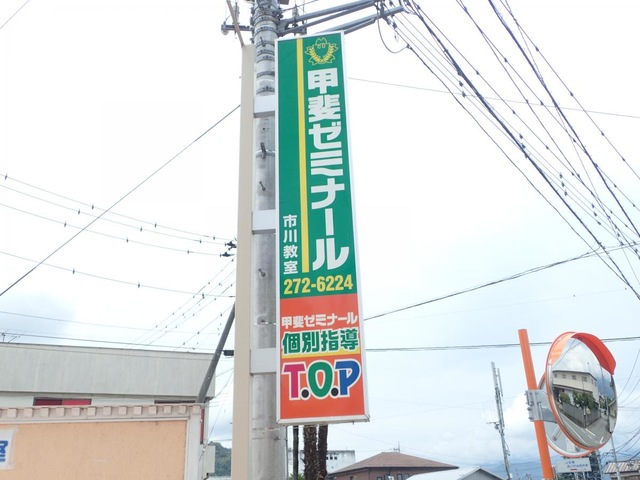 甲斐ゼミナール
市川教室
272-6224
甲斐ゼミナール
個別指導
T.O.P